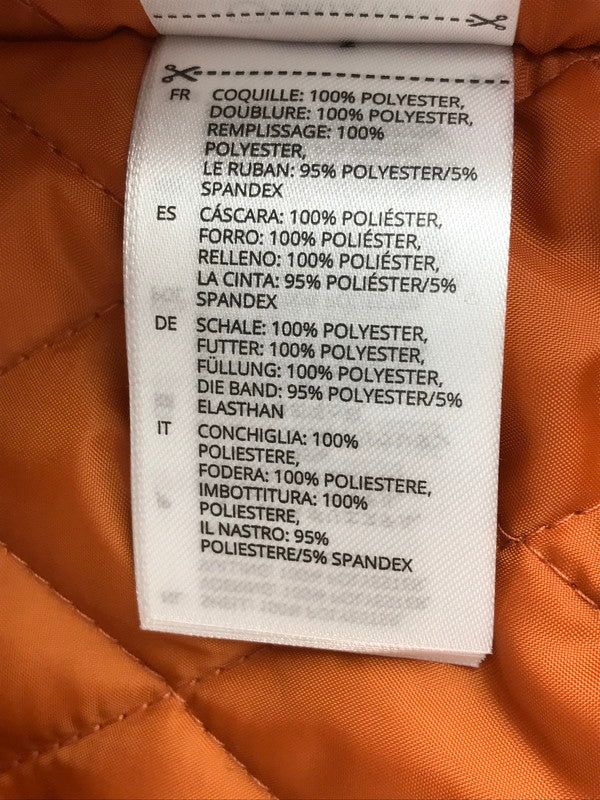 FR COQUILLE: 100% POLYESTER,
DOUBLURE: 100% POLYESTER,
REMPLISSAGE: 100%
POLYESTER,
LE RUBAN: 95% POLYESTER/5%
SPANDEX
ES CÁSCARA: 100% POLIÉSTER,
FORRO: 100% POLIÉSTER,
RELLENO: 100% POLIÉSTER,
LA CINTA: 95% POLIÉSTER/5%
SPANDEX
DE SCHALE: 100% POLYESTER,
FUTTER: 100% POLYESTER,
FÜLLUNG: 100% POLYESTER,
DIE BAND: 95% POLYESTER/5%
ELASTHAN
IT CONCHIGLIA: 100%
POLIESTERE,
FODERA: 100% POLIESTERE,
IMBOTTITURA: 100%
POLIESTERE,
IL NASTRO: 95%
POLIESTERE/5% SPANDEX